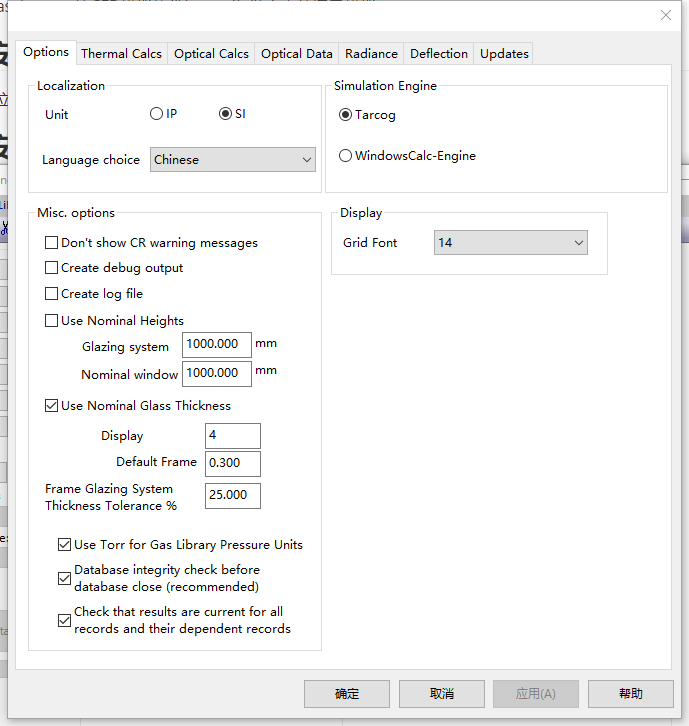 Options Thermal Calcs Optical Calcs Optical Data Radiance Deflection Updates
Localization
Unit IP SI
Language choice Chinese
Simulation Engine
Tarcog
WindowsCalc-Engine
Misc. options
Don't show CR warning messages
Create debug output
Create log file
Use Nominal Heights
Glazing system 1000.000 mm
Nominal window 1000.000 mm
Use Nominal Glass Thickness
Display 4
Default Frame 0.300
Frame Glazing System
Thickness Tolerance % 25.000
Use Torr for Gas Library Pressure Units
Database integrity check before
database close (recommended)
Check that results are current for all
records and their dependent records
Display
Grid Font 14
确定 取消 应用(A) 帮助